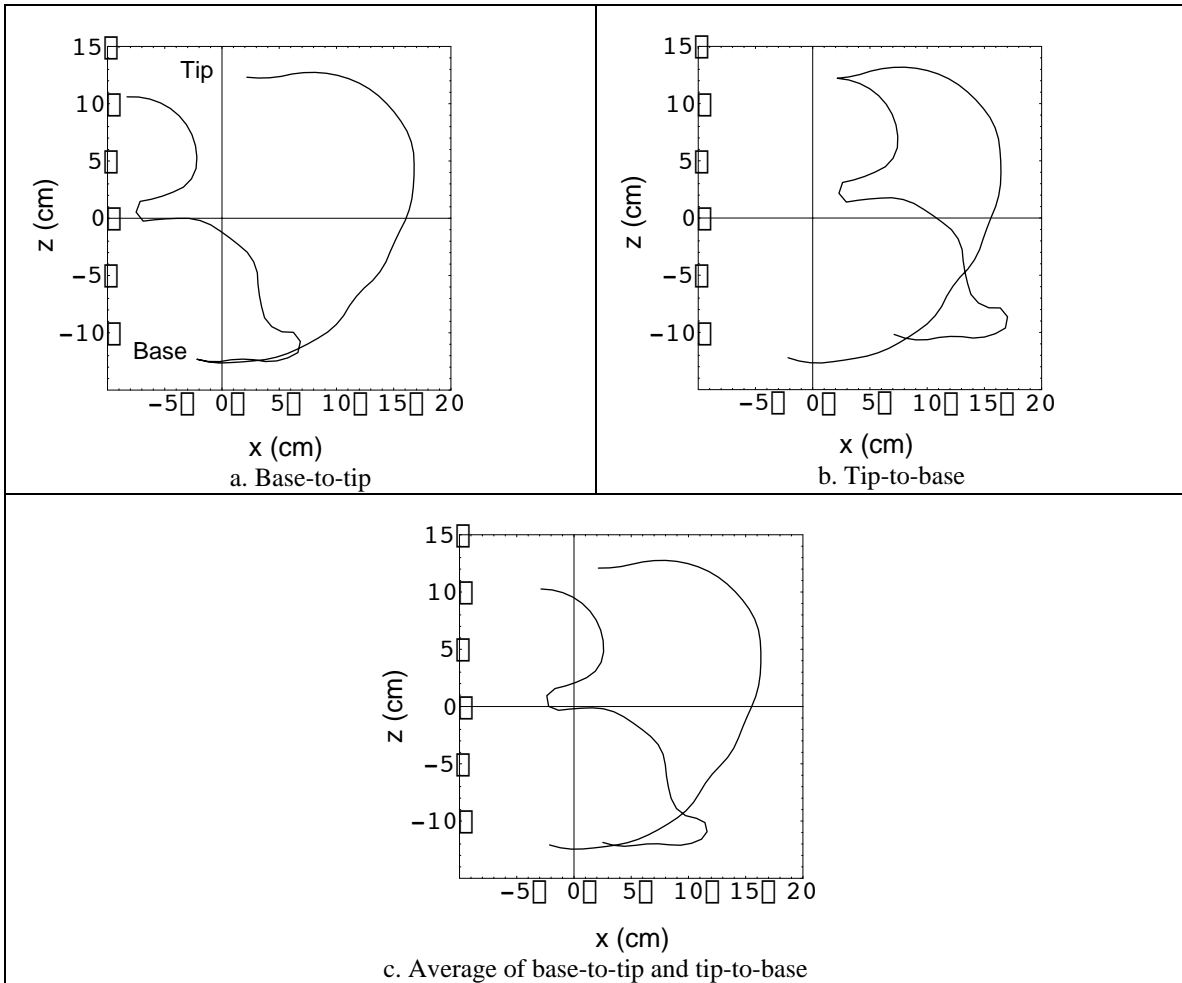 15▯
Tip
10▯
5▯
0▯
−5▯
−10▯
Base
z (cm)
−5▯ 0▯ 5▯ 10▯ 15▯ 20
x (cm)
a. Base-to-tip
15▯
10▯
5▯
0▯
−5▯
−10▯
z (cm)
−5▯ 0▯ 5▯ 10▯ 15▯ 20
x (cm)
b. Tip-to-base
15▯
10▯
5▯
0▯
−5▯
−10▯
z (cm)
−5▯ 0▯ 5▯ 10▯ 15▯ 20
x (cm)
c. Average of base-to-tip and tip-to-base